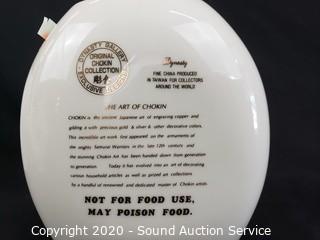 DYNASTY GALLERY
ORIGINAL
CHOKIN
COLLECTION
EXCLUSIVE
Dynasty
FINE CHINA PRODUCED
IN TAIWAN FOR COLLECTORS
AROUND THE WORLD
THE ART OF CHOKIN
CHOKIN is the ancient Japanese art of engraving copper and
gilding it with precious gold & silver & other decorative colors.
This incredible art work first appeared on the armaments of
the mighty Samurai Warriors in the late 12th century and
the stunning Chokin Art has been handed down from generation
to generation. Today it has evolved into an art of decorating
various household articles as well as prized art collections
by a handful of renowned and dedicated master of Chokin artists.
NOT FOR FOOD USE,
MAY POISON FOOD.
Copyright 2020 - Sound Auction Service